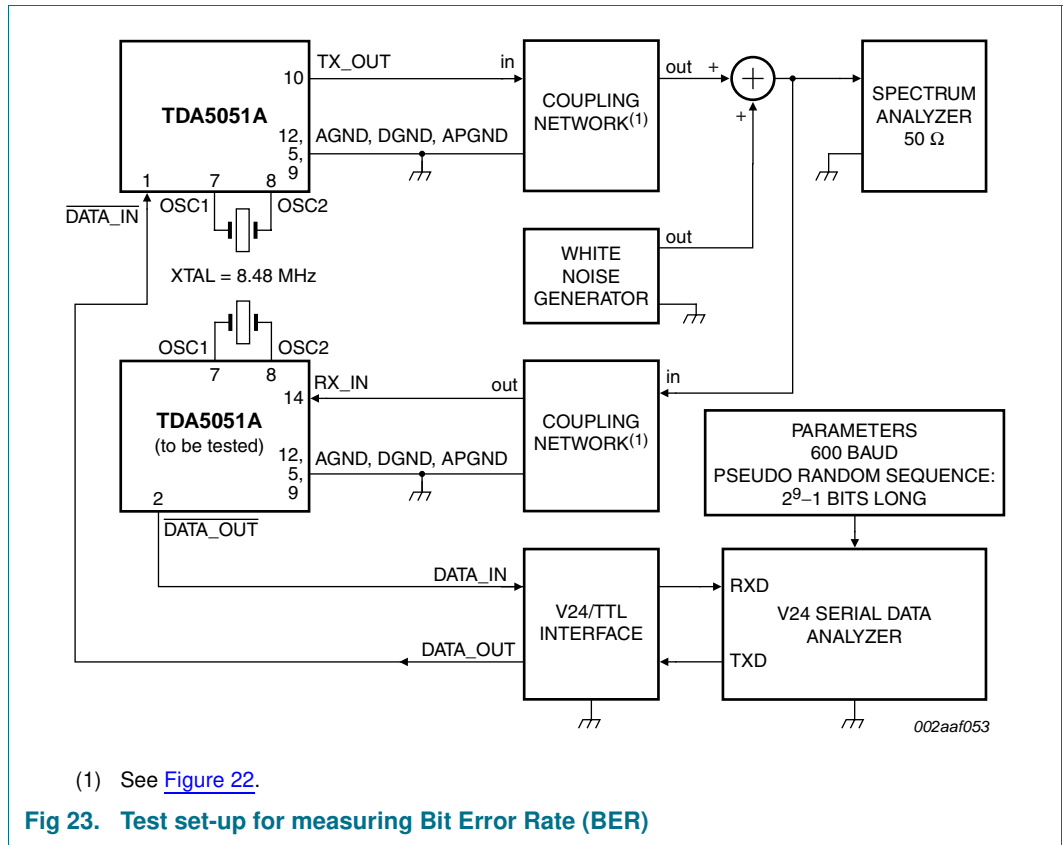 TDA5051A
10
TX_OUT
12,
5,
9
AGND, DGND, APGND
1
7
8
DATA_IN
OSC1
OSC2
in
COUPLING
NETWORK(1)
out
+
+
+
SPECTRUM
ANALYZER
50 Ω
XTAL = 8.48 MHz
WHITE
NOISE
GENERATOR
out
OSC1
OSC2
7
8
TDA5051A
(to be tested)
14
RX_IN
12,
5,
9
AGND, DGND, APGND
2
DATA_OUT
out
COUPLING
NETWORK(1)
in
PARAMETERS
600 BAUD
PSEUDO RANDOM SEQUENCE:
2⁹−1 BITS LONG
DATA_IN
DATA_OUT
V24/TTL
INTERFACE
RXD
V24 SERIAL DATA
ANALYZER
TXD
002aaf053
(1) See Figure 22.
Fig 23. Test set-up for measuring Bit Error Rate (BER)